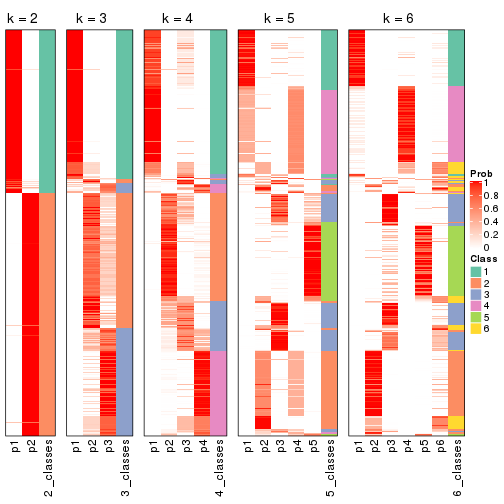 k = 2
k = 3
k = 4
k = 5
k = 6
p1
p2
2_classes
p1
p2
p3
3_classes
p1
p2
p3
p4
4_classes
p1
p2
p3
p4
p5
5_classes
p1
p2
p3
p4
p5
p6
6_classes
Prob
1
0.8
0.6
0.4
0.2
0
Class
1
2
3
4
5
6